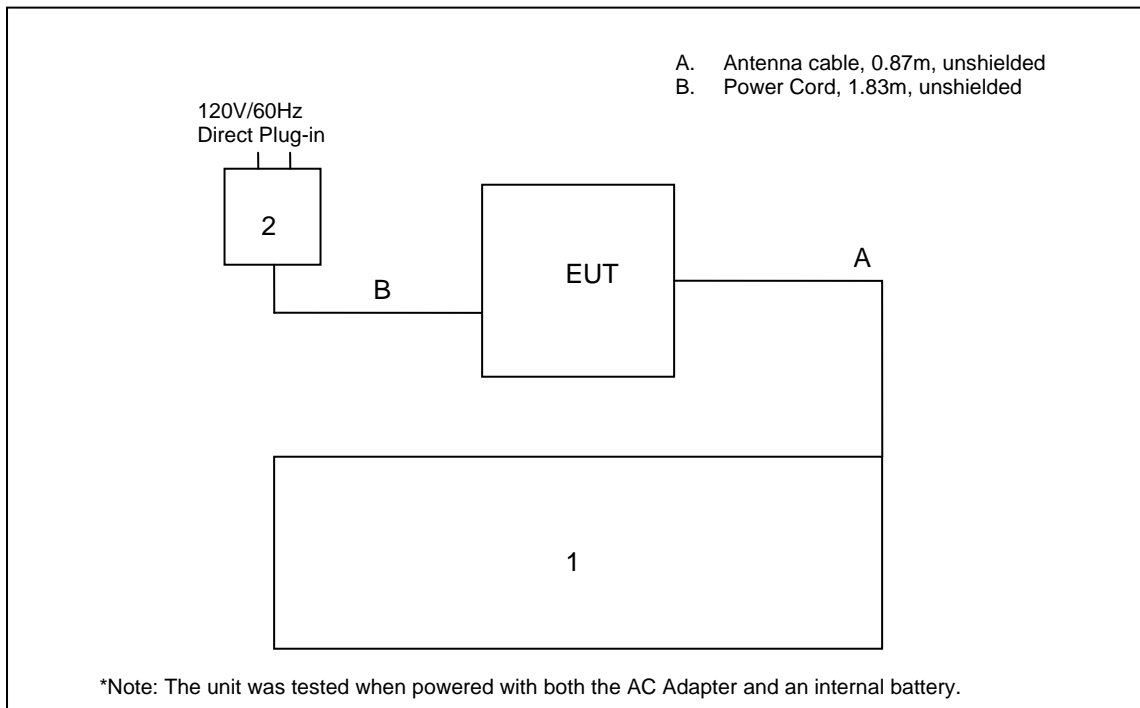 A. Antenna cable, 0.87m, unshielded
B. Power Cord, 1.83m, unshielded
120V/60Hz
Direct Plug-in
2
B
EUT
A
1
*Note: The unit was tested when powered with both the AC Adapter and an internal battery.